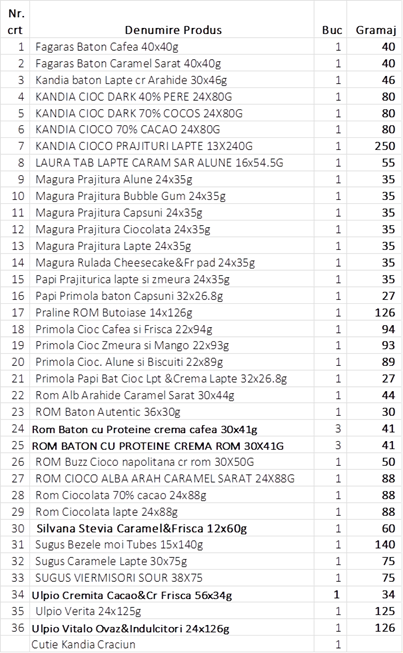 Nr. crt Denumire Produs Buc Gramaj
1 Fagaras Baton Cafea 40x40g 1 40
2 Fagaras Baton Caramel Sarat 40x40g 1 40
3 Kandia baton Lapte cr Arahide 30x46g 1 46
4 KANDIA CIOC DARK 40% PERE 24X80G 1 80
5 KANDIA CIOC DARK 70% COCOS 24X80G 1 80
6 KANDIA CIOCO 70% CACAO 24X80G 1 80
7 KANDIA CIOCO PRAJITURI LAPTE 13X240G 1 250
8 LAURA TAB LAPTE CARAM SAR ALUNE 16x54.5G 1 55
9 Magura Prajitura Alune 24x35g 1 35
10 Magura Prajitura Bubble Gum 24x35g 1 35
11 Magura Prajitura Capsuni 24x35g 1 35
12 Magura Prajitura Ciocolata 24x35g 1 35
13 Magura Prajitura Lapte 24x35g 1 35
14 Magura Rulada Cheesecake&Fr pad 24x35g 1 35
15 Papi Prajiturica lapte si zmeura 24x35g 1 35
16 Papi Primola baton Capsuni 32x26.8g 1 27
17 Praline ROM Butoiase 14x126g 1 126
18 Primola Cioc Cafea si Frisca 22x94g 1 94
19 Primola Cioc Zmeura si Mango 22x93g 1 93
20 Primola Cioc. Alune si Biscuiti 22x89g 1 89
21 Primola Papi Bat Cioc Lpt &Crema Lapte 32x26.8g 1 27
22 Rom Alb Arahide Caramel Sarat 30x44g 1 44
23 ROM Baton Autentic 36x30g 1 30
24 Rom Baton cu Proteine crema cafea 30x41g 3 41
25 ROM BATON CU PROTEINE CREMA ROM 30X41G 3 41
26 ROM Buzz Cioco napolitana cr rom 30X50G 1 50
27 ROM CIOCO ALBA ARAH CARAMEL SARAT 24X88G 1 88
28 Rom Ciocolata 70% cacao 24x88g 1 88
29 Rom Ciocolata lapte 24x88g 1 88
30 Silvana Stevia Caramel&Frisca 12x60g 1 60
31 Sugus Bezele moi Tubes 15x140g 1 140
32 Sugus Caramele Lapte 30x75g 1 75
33 SUGUS VIERMISORI SOUR 38X75 1 75
34 Ulpio Cremita Cacao&Cr Frisca 56x34g 1 34
35 Ulpio Verita 24x125g 1 125
36 Ulpio Vitalo Ovaz&Indulcitori 24x126g 1 126
Cutie Kandia Craciun 1